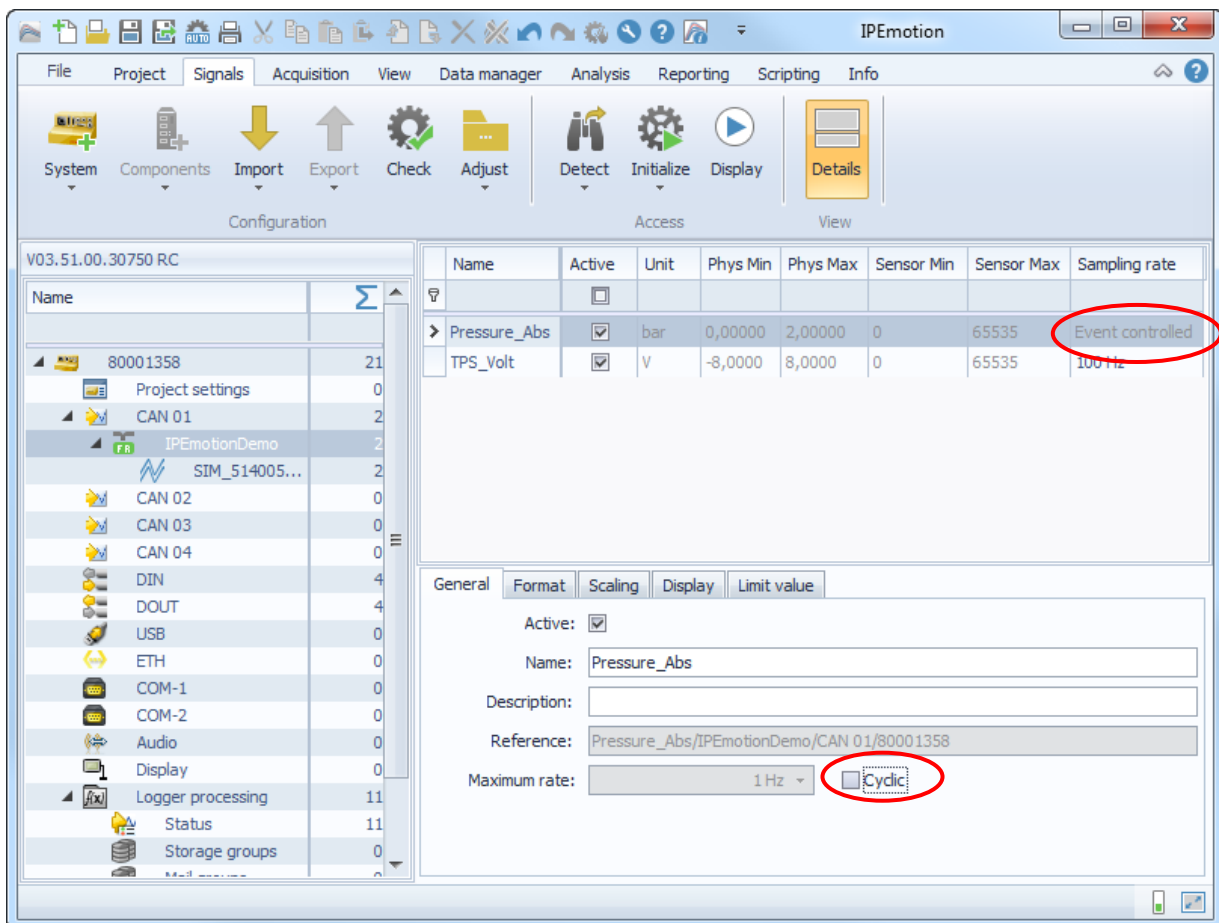 IPEmotion
File Project Signals Acquisition View Data manager Analysis Reporting Scripting Info
AUTO
System Components Import Export Check Adjust Detect Initialize Display Details
Configuration Access View
V03.51.00.30750 RC
Name Σ
80001358 21
Project settings 0
CAN 01 2
FR IPEmotionDemo 2
SIM_514005... 2
CAN 02 0
CAN 03 0
CAN 04 0
DIN 4
DOUT 4
USB 0
ETH 0
COM-1 0
COM-2 0
Audio 0
Display 0
f(x) Logger processing 11
Status 11
Storage groups 0
Name Active Unit Phys Min Phys Max Sensor Min Sensor Max Sampling rate
Pressure_Abs bar 0,00000 2,00000 0 65535 Event controlled
TPS_Volt V -8,0000 8,0000 0 65535 100 Hz
General Format Scaling Display Limit value
Active:
Name: Pressure_Abs
Description:
Reference: Pressure_Abs/IPEmotionDemo/CAN 01/80001358
Maximum rate: 1 Hz Cyclic